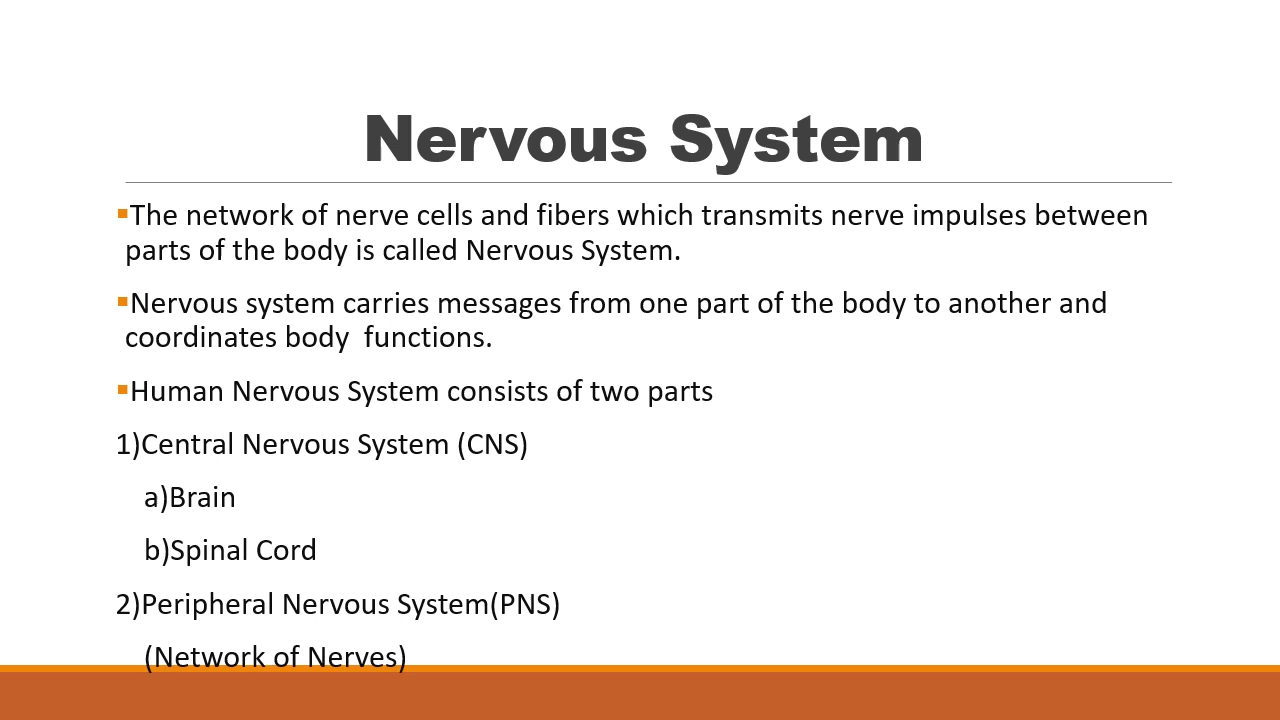 Nervous System
▪The network of nerve cells and fibers which transmits nerve impulses between
parts of the body is called Nervous System.
▪Nervous system carries messages from one part of the body to another and
coordinates body  functions.
▪Human Nervous System consists of two parts
1)Central Nervous System (CNS)
a)Brain
b)Spinal Cord
2)Peripheral Nervous System(PNS)
(Network of Nerves)